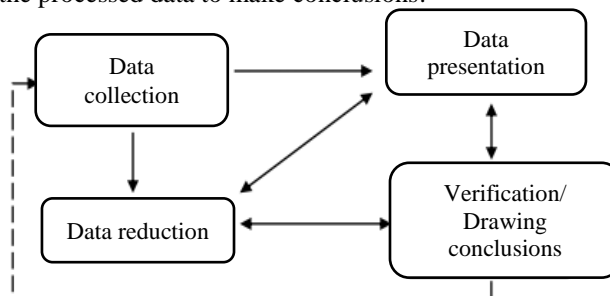 the processed data to make conclusions.
Data
collection
Data
presentation
Data reduction
Verification/
Drawing
conclusions